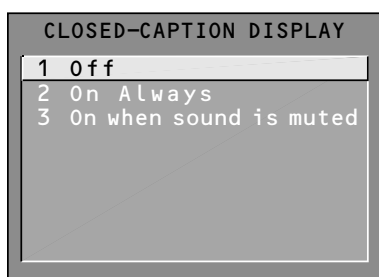 CLOSED-CAPTION DISPLAY
1 Off
2 On Always
3 On when sound is muted